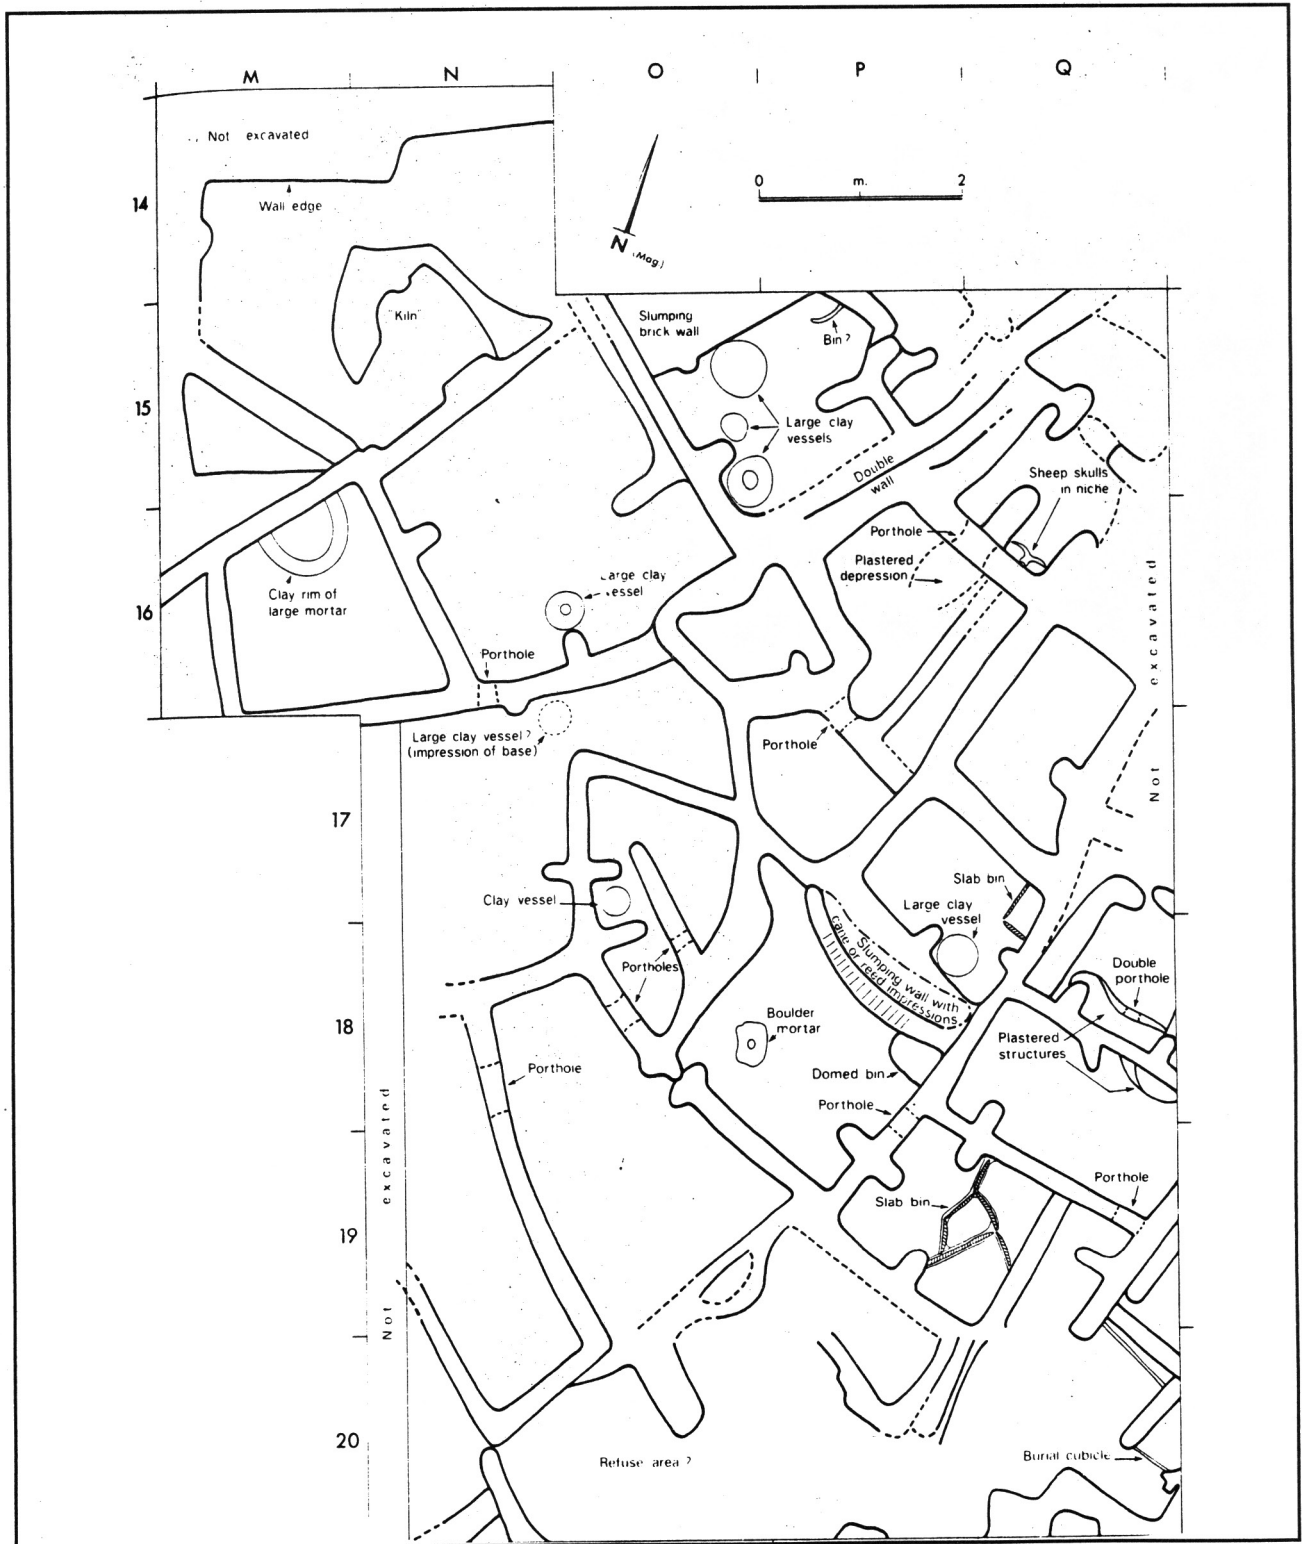 M N O P Q
Not excavated
14
Wall edge
0 m. 2
N (Mag.)
"Kiln"
Slumping
brick wall
Bin ?
15
Large clay
vessels
Double
wall
Sheep skulls
in niche
Porthole
Plastered
depression
Clay rim of
large mortar
16
Large clay
vessel
Not excavated
Porthole
Large clay vessel ?
(impression of base)
Porthole
17
Slab bin
Clay vessel
Large clay
vessel
Slumping wall with
cane or reed impressions
Portholes
Double
porthole
18
Boulder
mortar
Plastered
structures
Porthole
Domed bin
Porthole
Not excavated
Porthole
Slab bin
19
20
Refuse area ?
Burial cubicle